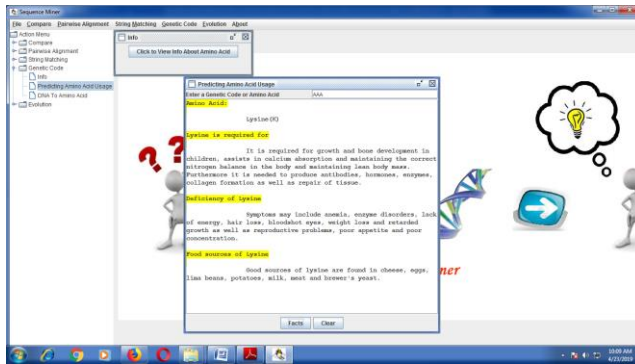 Sequence Miner
File Compare Pairwise Alignment String Matching Genetic Code Evolution About
Action Menu
Compare
Pairwise Alignment
String Matching
Genetic Code
Info
Predicting Amino Acid Usage
DNA To Amino Acid
Evolution
Info
Click to View Info About Amino Acid
Predicting Amino Acid Usage
Enter a Genetic Code or Amino Acid AAA
Amino Acid:
Lysine(K)
Lysine is required for
It is required for growth and bone development in
children, assists in calcium absorption and maintaining the correct
nitrogen balance in the body and maintaining lean body mass.
Furthermore it is needed to produce antibodies, hormones, enzymes,
collagen formation as well as repair of tissue.
Deficiency of Lysine
Symptoms may include anemia, enzyme disorders, lack
of energy, hair loss, bloodshot eyes, weight loss and retarded
growth as well as reproductive problems, poor appetite and poor
concentration.
Food sources of Lysine
Good sources of lysine are found in cheese, eggs,
lima beans, potatoes, milk, meat and brewer's yeast.
ner
Facts Clear
10:09 AM
4/23/2019